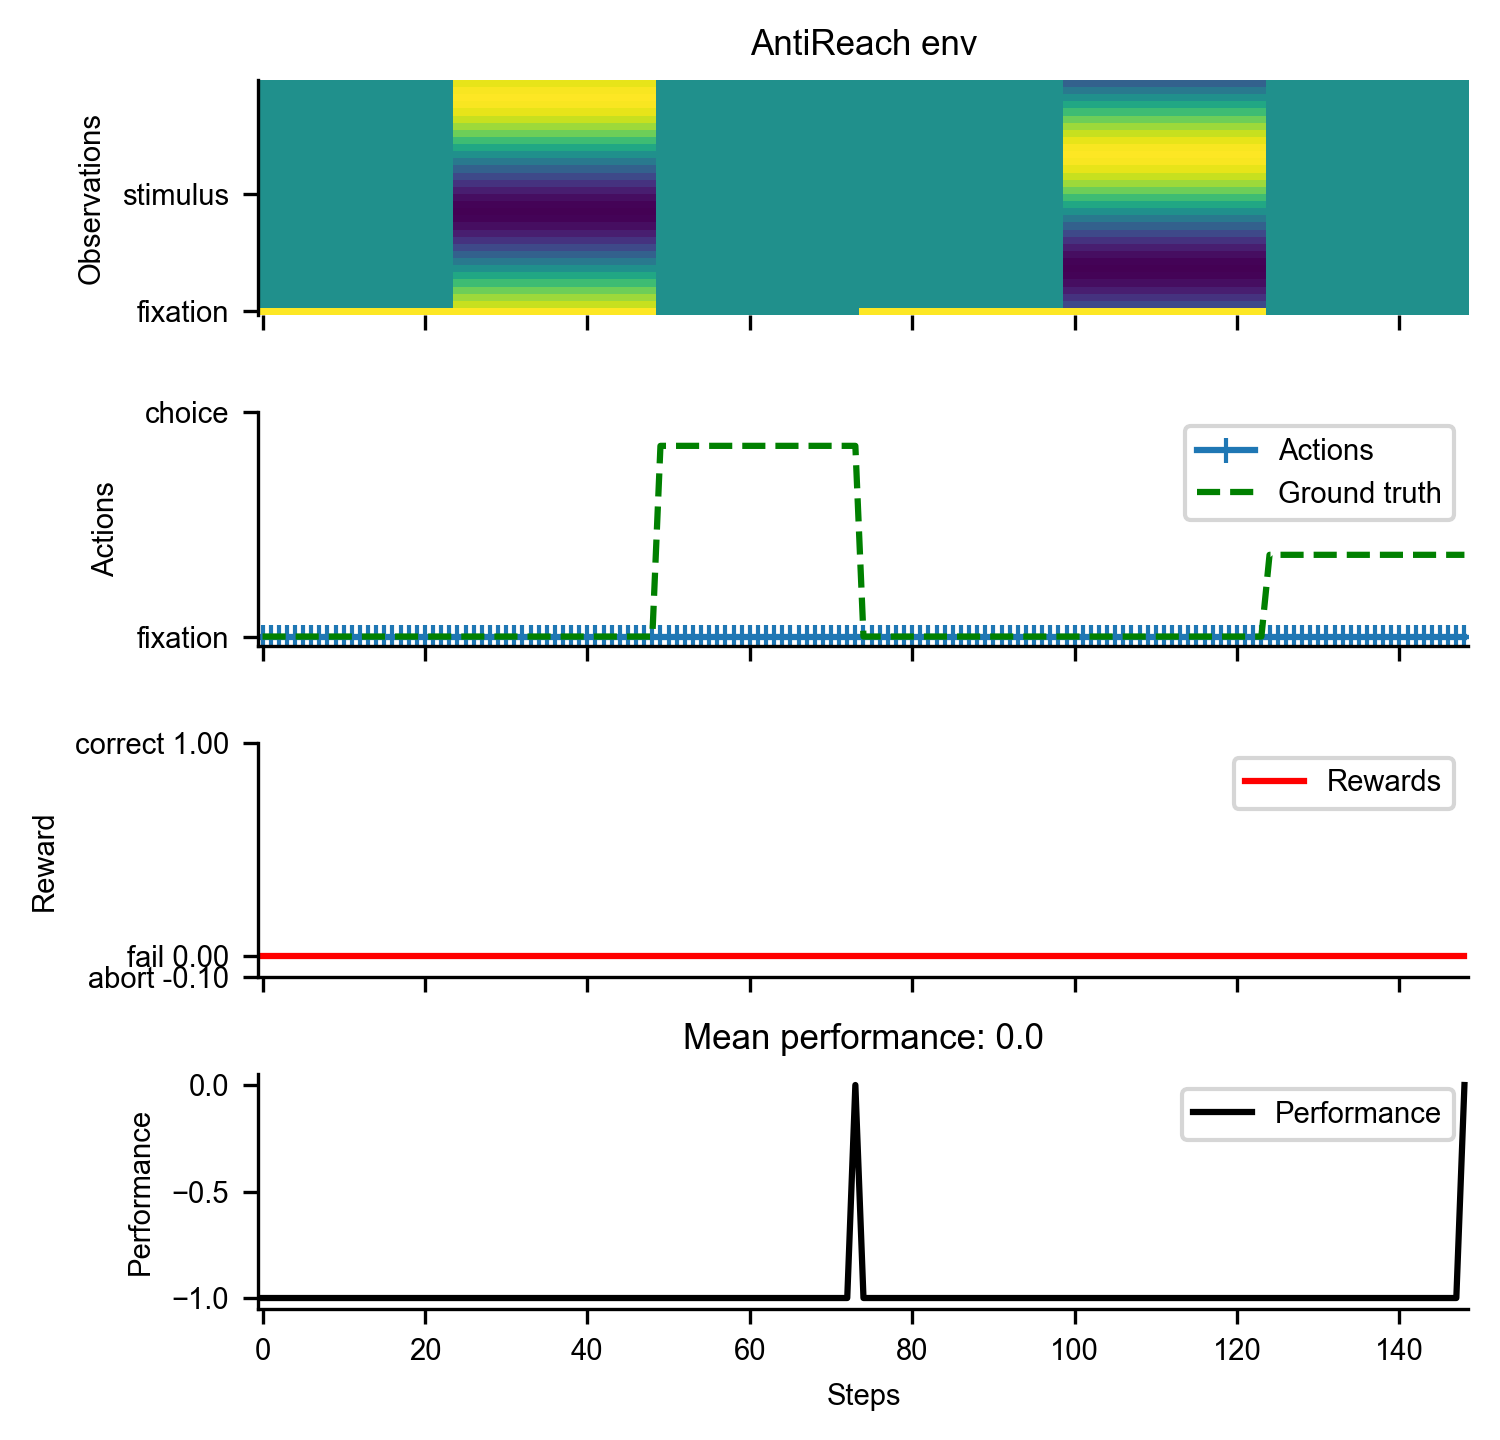 AntiReach env
Observations
stimulus
fixation
Actions
choice
fixation
Actions
Ground truth
Reward
correct 1.00
fail 0.00
abort -0.10
Rewards
Mean performance: 0.0
Performance
0.0
−0.5
−1.0
Performance
0 20 40 60 80 100 120 140
Steps